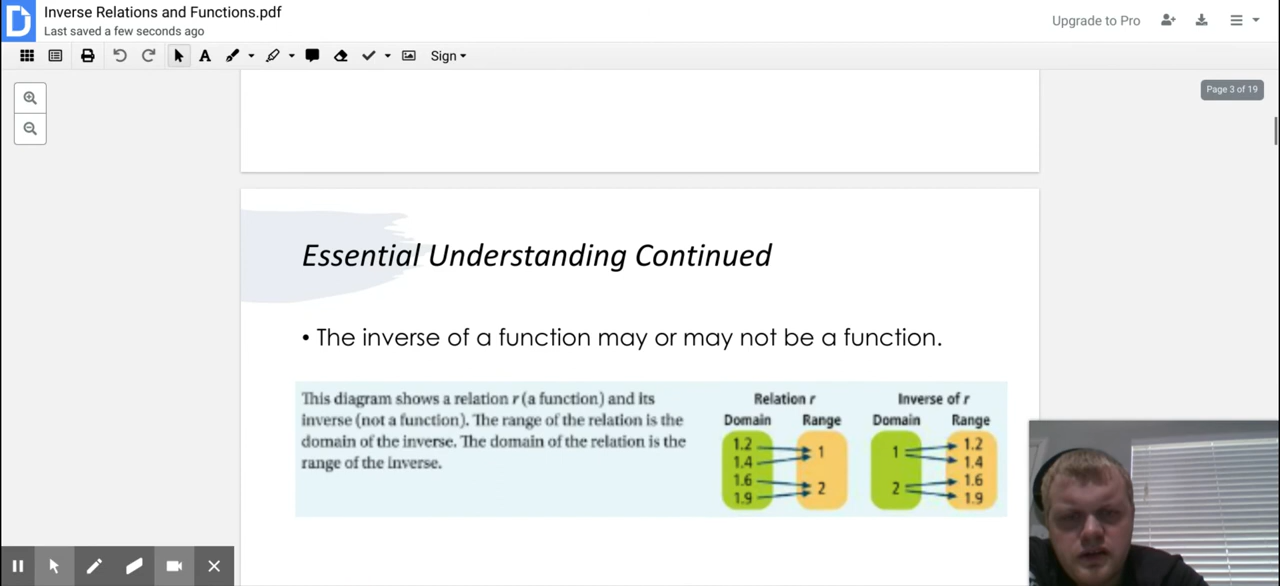 Inverse Relations and Functions.pdf
Last saved a few seconds ago
Upgrade to Pro
A
Sign
Page 3 of 19
Essential Understanding Continued
• The inverse of a function may or may not be a function.
This diagram shows a relation r (a function) and its
inverse (not a function). The range of the relation is the
domain of the inverse. The domain of the relation is the
range of the inverse.
Relation r
Domain Range
1.2
1.4
1.6
1.9
1
2
Inverse of r
Domain Range
1
2
1.2
1.4
1.6
1.9